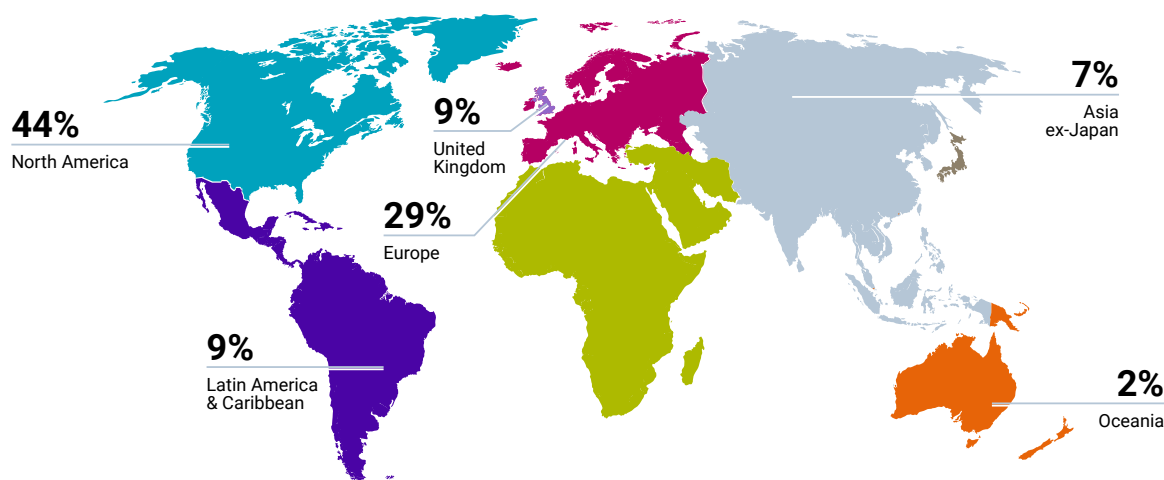 44%
North America
9%
United
Kingdom
29%
Europe
9%
Latin America
& Caribbean
7%
Asia
ex-Japan
2%
Oceania